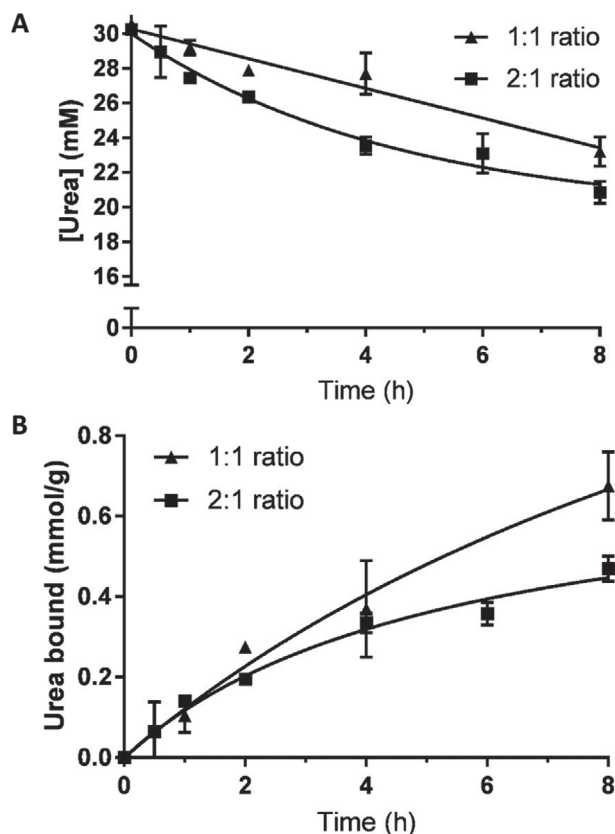 A
1:1 ratio
2:1 ratio
[Urea] (mM)
30
28
26
24
22
20
18
16
0
0 2 4 6 8
Time (h)
B
1:1 ratio
2:1 ratio
Urea bound (mmol/g)
0.8
0.6
0.4
0.2
0.0
0 2 4 6 8
Time (h)